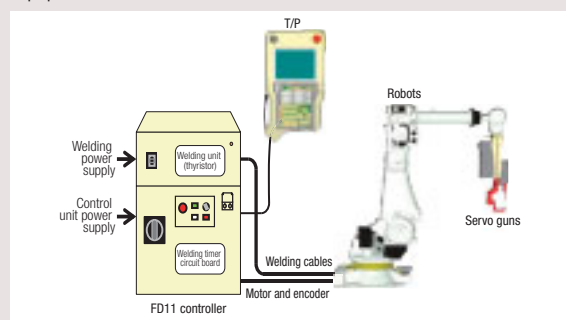 T/P
Robots
Welding
power
supply
Welding unit
(thyristor)
Control
unit power
supply
Servo guns
Welding timer
circuit board
Welding cables
Motor and encoder
FD11 controller